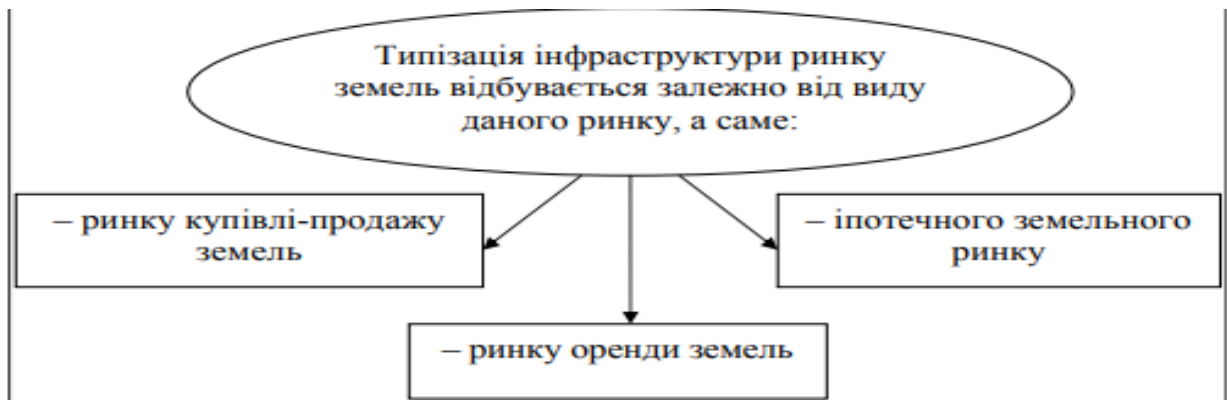 Типізація інфраструктури ринку
земель відбувається залежно від виду
даного ринку, а саме:
– ринку купівлі-продажу
земель
– іпотечного земельного
ринку
– ринку оренди земель